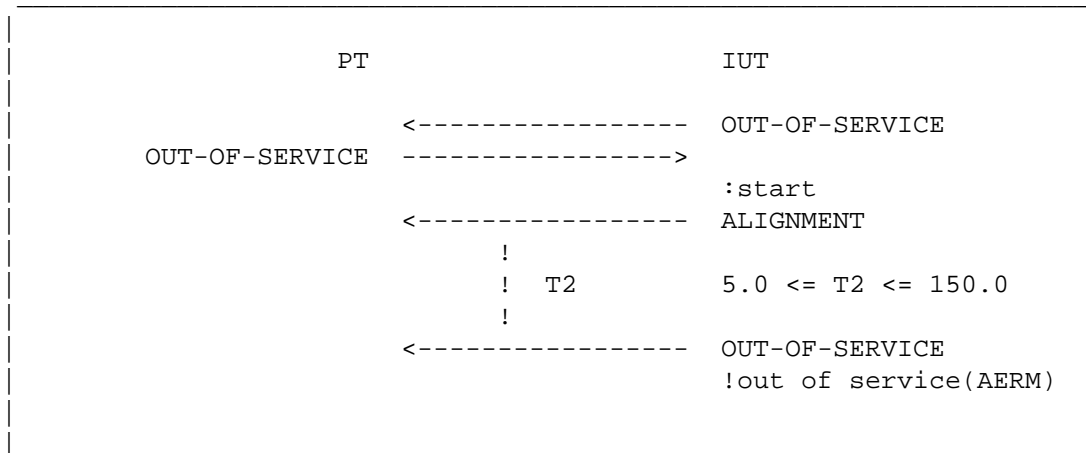 PT IUT
<----------------- OUT-OF-SERVICE
OUT-OF-SERVICE ----------------->
:start
<----------------- ALIGNMENT
!
! T2 5.0 <= T2 <= 150.0
!
<----------------- OUT-OF-SERVICE
!out of service(AERM)